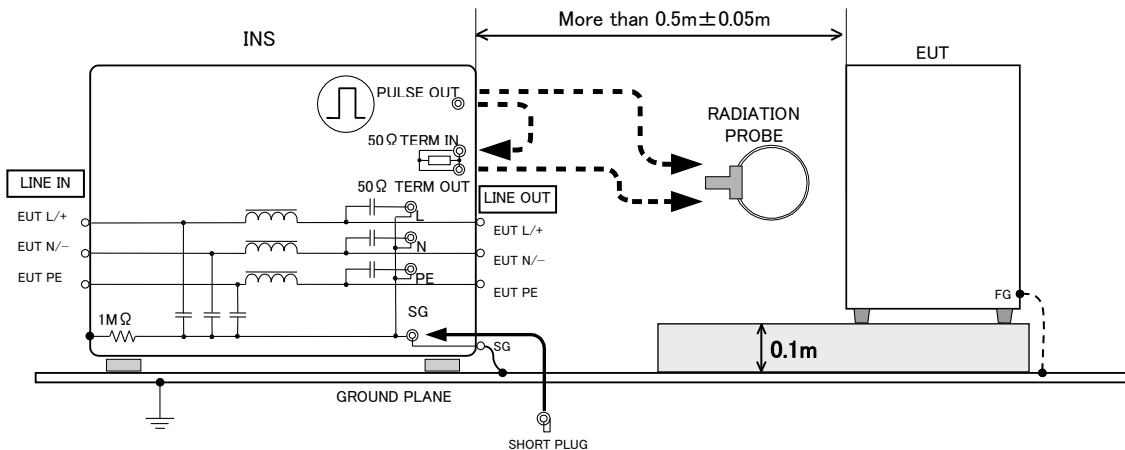 More than 0.5m±0.05m
INS
EUT
PULSE OUT
RADIATION
PROBE
50Ω TERM IN
LINE IN
50Ω TERM OUT
LINE OUT
EUT L/+
L
EUT L/+
EUT N/-
N
EUT N/-
EUT PE
PE
EUT PE
FG
1MΩ
SG
SG
0.1m
GROUND PLANE
SHORT PLUG